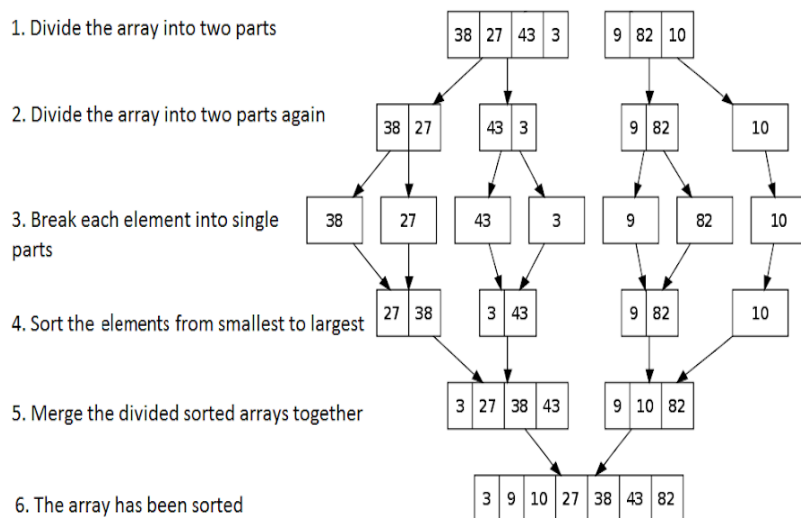 1. Divide the array into two parts
38 27 43 3 9 82 10
2. Divide the array into two parts again
38 27 43 3 9 82 10
3. Break each element into single
parts
38 27 43 3 9 82 10
4. Sort the elements from smallest to largest
27 38 3 43 9 82 10
5. Merge the divided sorted arrays together
3 27 38 43 9 10 82
6. The array has been sorted
3 9 10 27 38 43 82